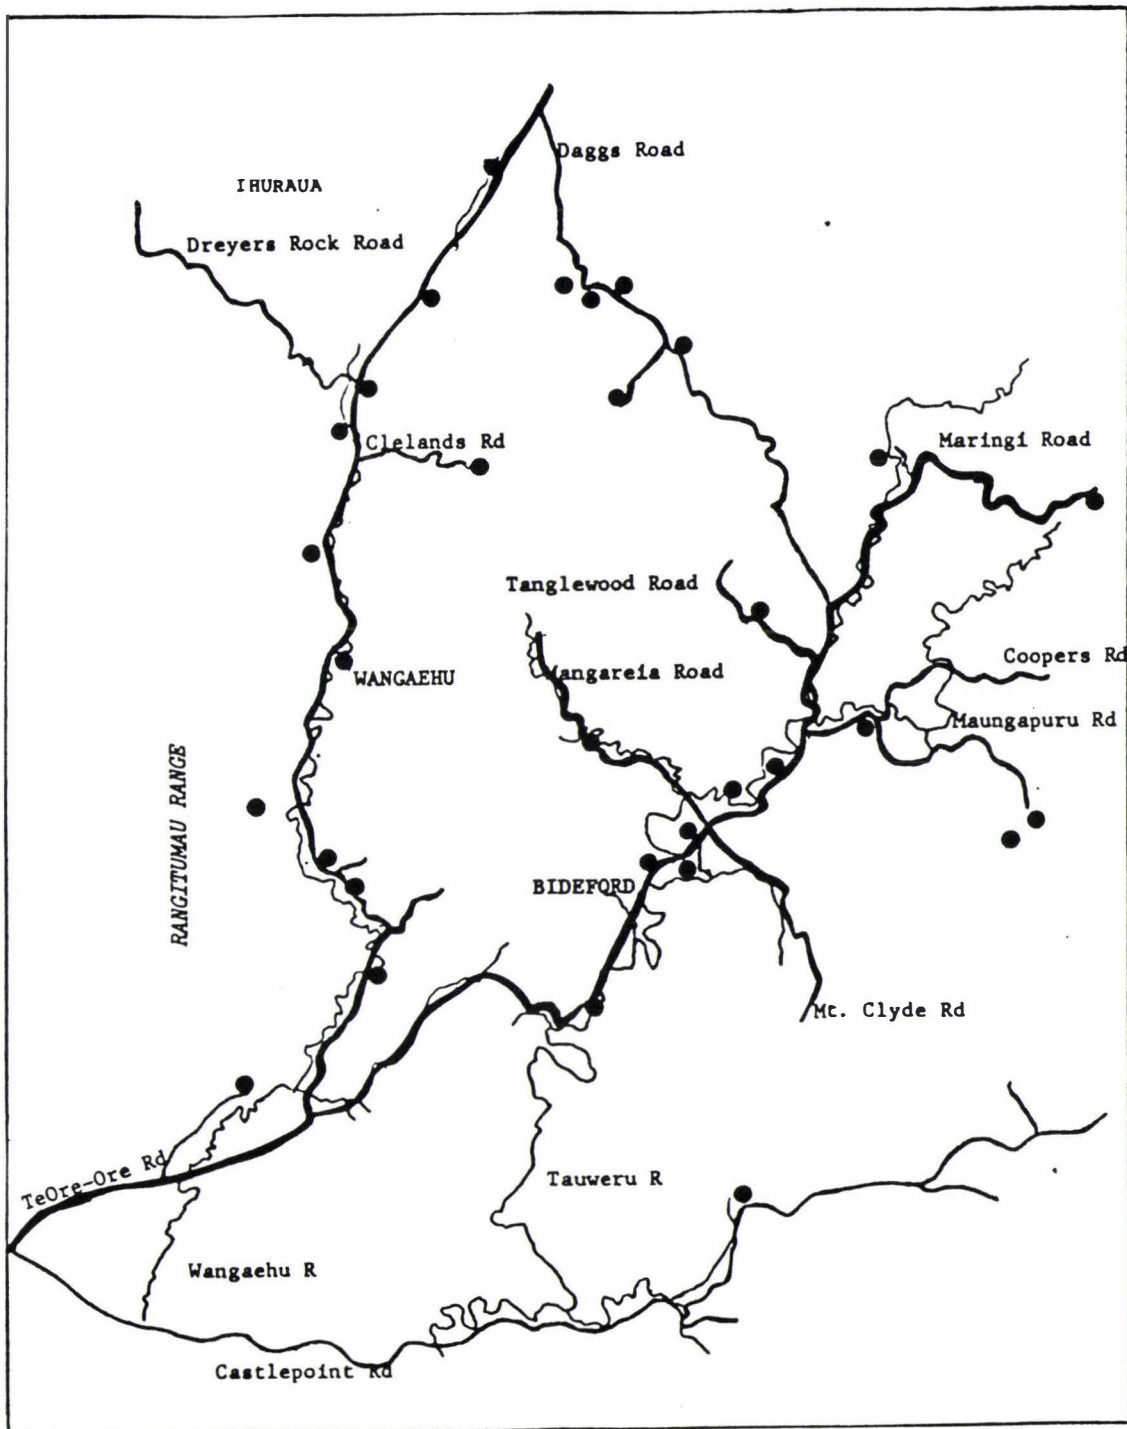 Daggs Road
IHURAUA
Dreyers Rock Road
Clelands Rd
Maringi Road
Tanglewood Road
Mangareia Road
WANGAEHU
Coopers Rd
Maungapuru Rd
RANGITUMAU RANGE
BIDEFORD
Mt. Clyde Rd
TeOre-Ore Rd
Tauweru R
Wangaehu R
Castlepoint Rd